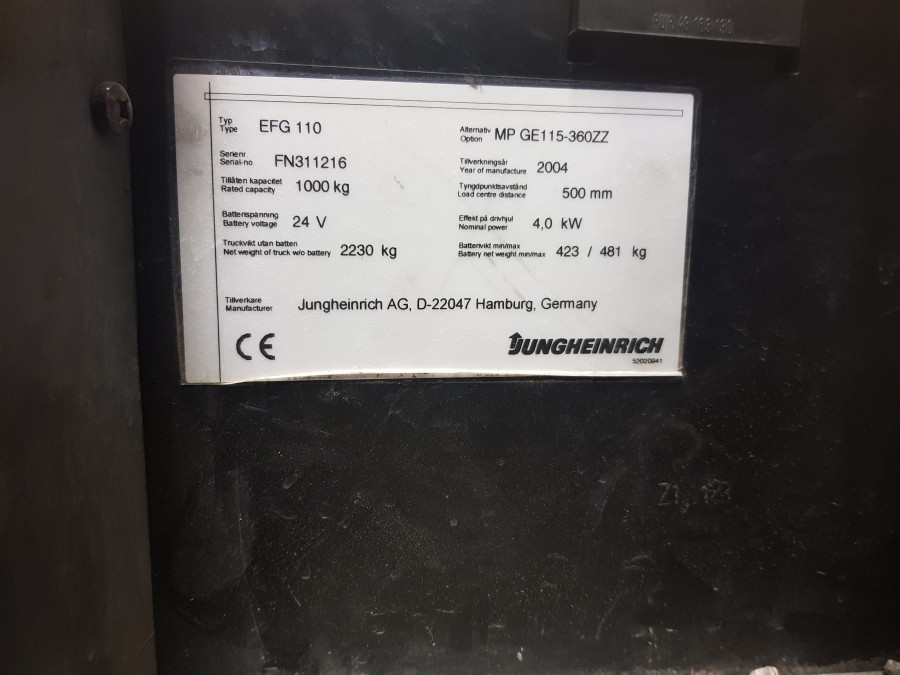 Typ
Type EFG 110
Alternativ
Option MP GE115-360ZZ
Serienr.
Serial-no. FN311216
Tillverkningsår
Year of manufacture 2004
Tillåten kapacitet
Rated capacity 1000 kg
Tyngdpunktsavstånd
Load centre distance 500 mm
Batterispänning
Battery voltage 24 V
Effekt på drivhjul
Nominal power 4,0 kW
Truckvikt utan batteri
Net weight of truck w/o battery 2230 kg
Batterivikt min/max
Battery net weight min/max 423 / 481 kg
Tillverkare
Manufacturer Jungheinrich AG, D-22047 Hamburg, Germany
CE
JUNGHEINRICH
52020941